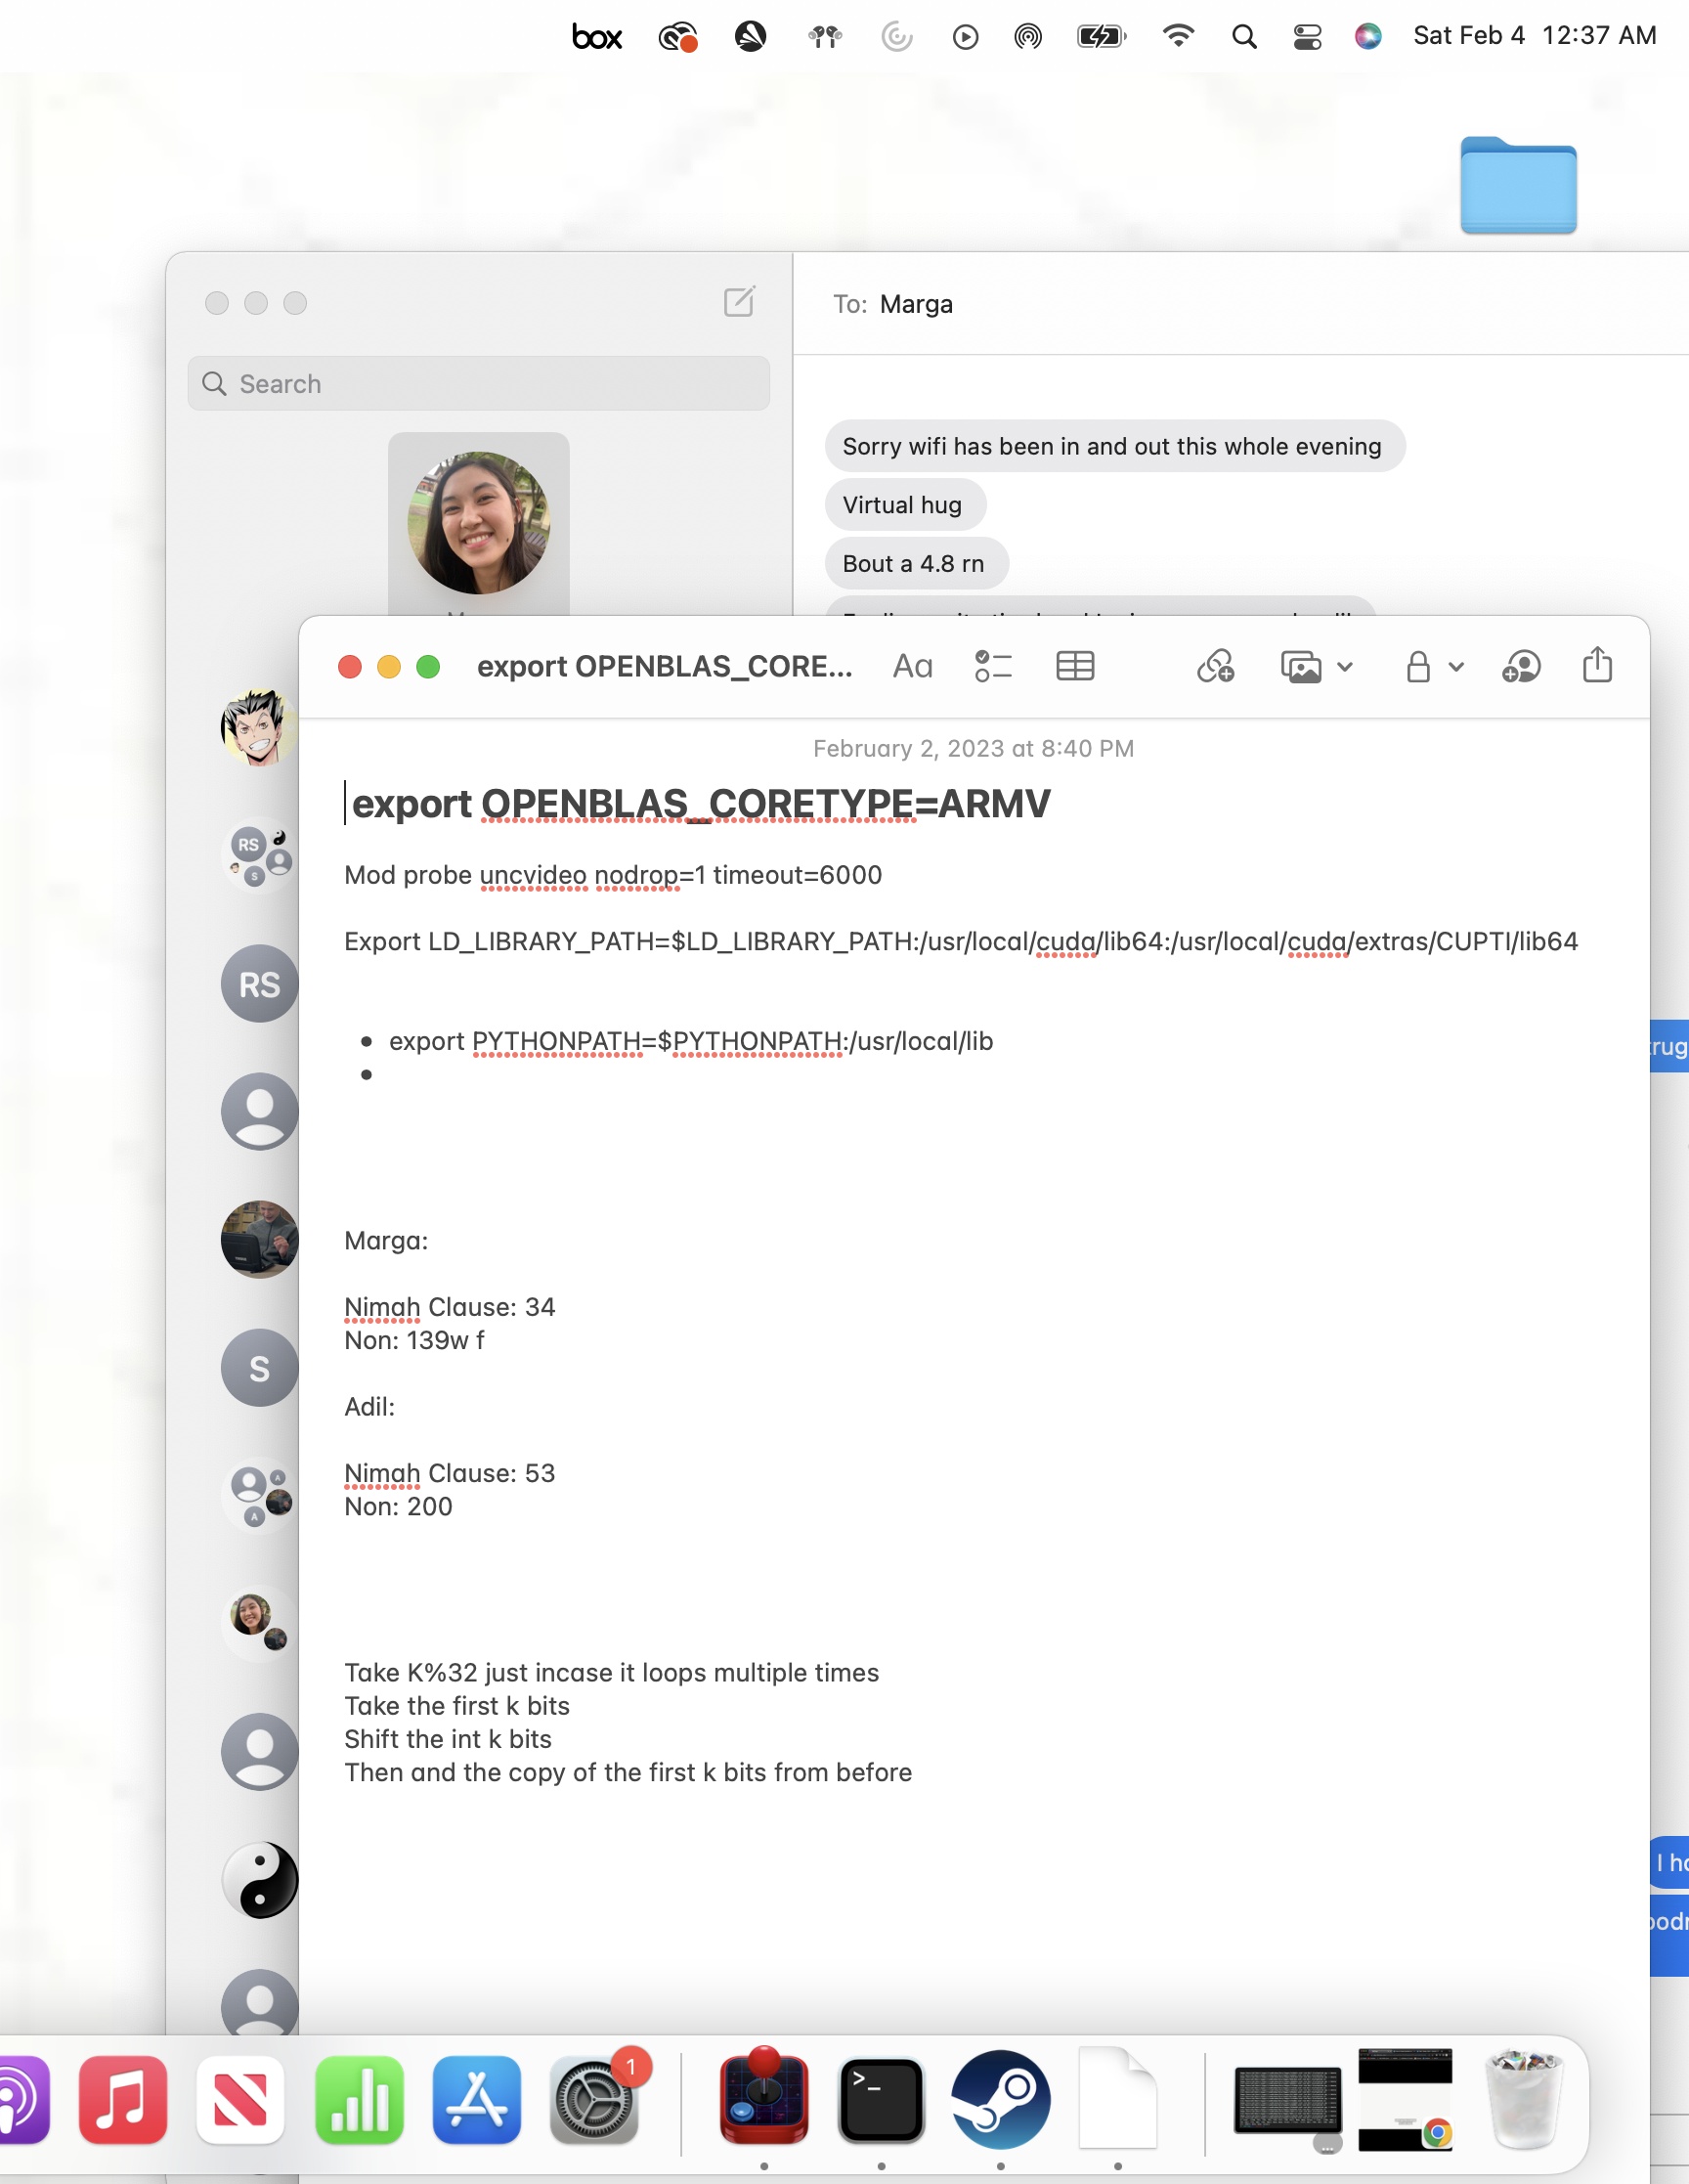 box
Sat Feb 4 12:37 AM
Search
To: Marga
Sorry wifi has been in and out this whole evening
Virtual hug
Bout a 4.8 rn
export OPENBLAS_CORE...
Aa
February 2, 2023 at 8:40 PM
export OPENBLAS_CORETYPE=ARMV
Mod probe uncvideo nodrop=1 timeout=6000
Export LD_LIBRARY_PATH=$LD_LIBRARY_PATH:/usr/local/cuda/lib64:/usr/local/cuda/extras/CUPTI/lib64
• export PYTHONPATH=$PYTHONPATH:/usr/local/lib
•
Marga:
Nimah Clause: 34
Non: 139w f
Adil:
Nimah Clause: 53
Non: 200
Take K%32 just incase it loops multiple times
Take the first k bits
Shift the int k bits
Then and the copy of the first k bits from before
RS
S
RS
S
A
A
I
1